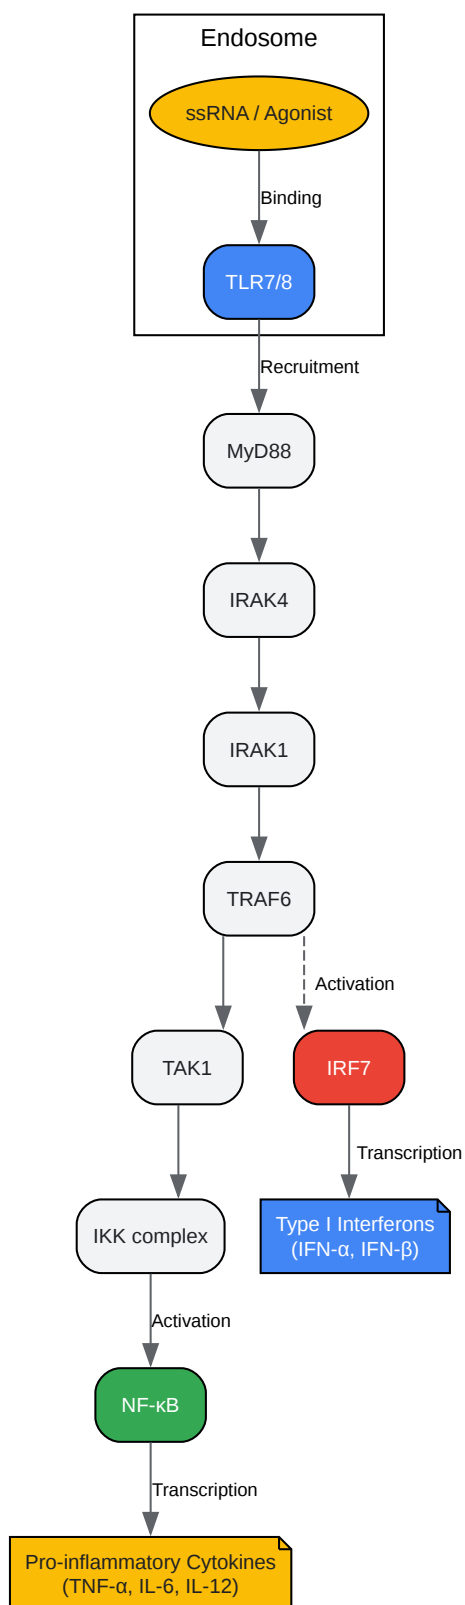 Endosome
ssRNA / Agonist
Binding
TLR7/8
Recruitment
MyD88
IRAK4
IRAK1
TRAF6
Activation
TAK1
IRF7
Transcription
IKK complex
Type I Interferons
(IFN-α, IFN-β)
Activation
NF-κB
Transcription
Pro-inflammatory Cytokines
(TNF-α, IL-6, IL-12)